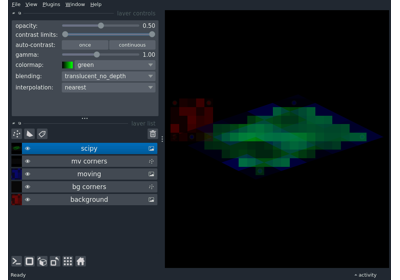 File View Plugins Window Help
layer controls
opacity: 0.50
contrast limits:
auto-contrast: once continuous
gamma: 1.00
colormap: green
blending: translucent_no_depth
interpolation: nearest
layer list
scipy
mv corners
moving
bg corners
background
Ready activity